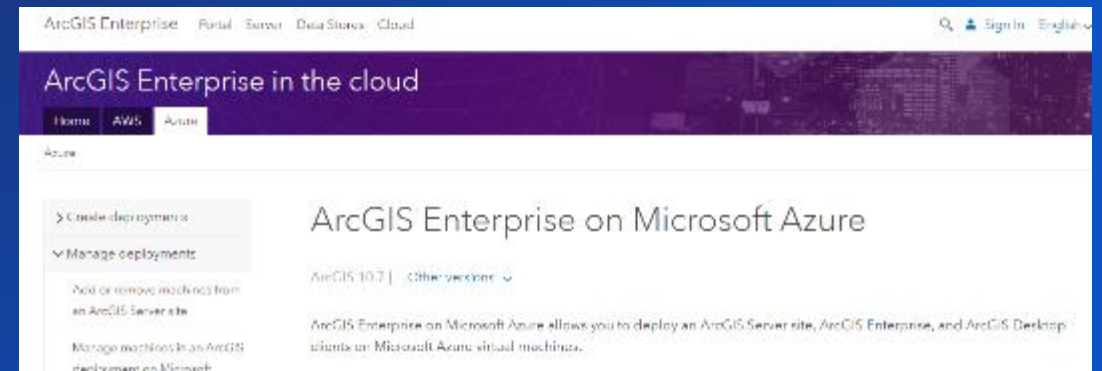 ArcGIS Enterprise Portal Server Data Stores Cloud
Sign In English
ArcGIS Enterprise in the cloud
Home AWS Azure
Azure
Create deployments
Manage deployments
Add or remove machines from
an ArcGIS Server site
Manage machines in an ArcGIS
deployment on Microsoft
ArcGIS Enterprise on Microsoft Azure
ArcGIS 10.7 | Other versions
ArcGIS Enterprise on Microsoft Azure allows you to deploy an ArcGIS Server site, ArcGIS Enterprise, and ArcGIS Desktop
clients on Microsoft Azure virtual machines.